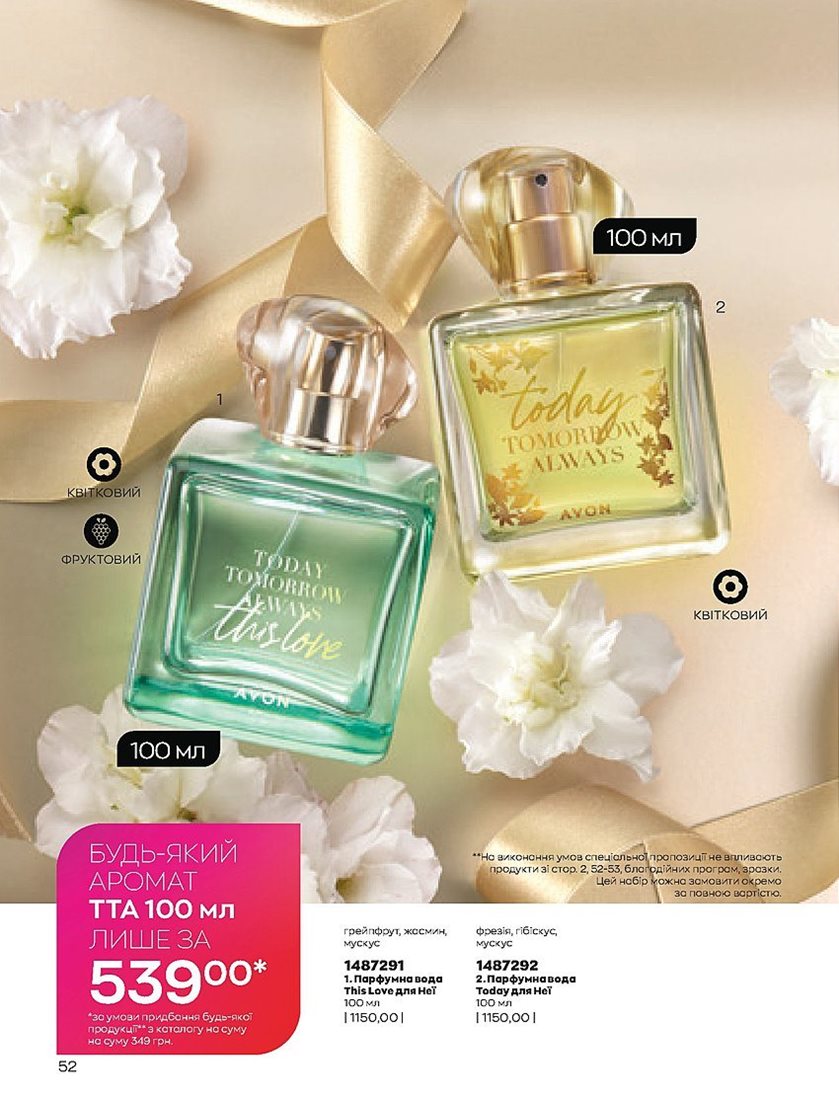 100 мл
2
today
TOMORROW
ALWAYS
AVON
1
КВІТКОВИЙ
ФРУКТОВИЙ
TODAY
TOMORROW
ALWAYS
this love
AVON
КВІТКОВИЙ
100 мл
БУДЬ-ЯКИЙ
АРОМАТ
ТТА 100 мл
ЛИШЕ ЗА
539⁰⁰*
*за умови придбання будь-якої
продукції** з каталогу на суму
на суму 349 грн.
**На виконання умов спеціальної пропозиції не впливають
продукти зі стор. 2, 52-53, благодійних програм, зразки.
Цей набір можна замовити окремо
за повною вартістю.
грейпфрут, жасмин,
мускус
1487291
1. Парфумна вода
This Love для Неї
100 мл
| 1150,00 |
фрезія, гібіскус,
мускус
1487292
2. Парфумна вода
Today для Неї
100 мл
| 1150,00 |
52